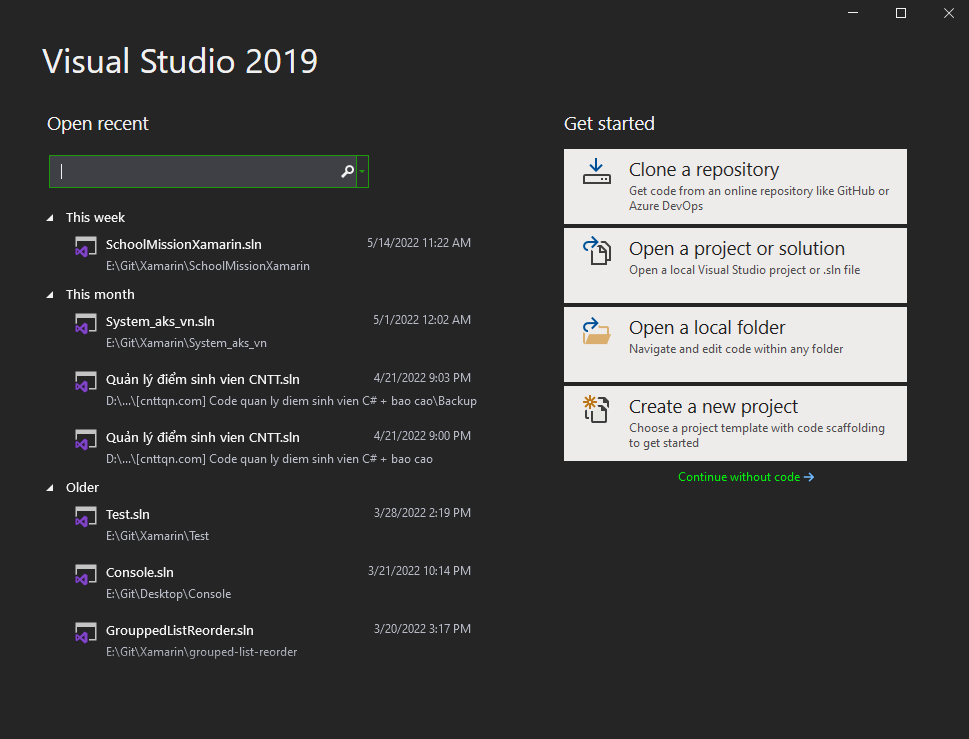 Visual Studio 2019
Open recent
This week
SchoolMissionXamarin.sln 5/14/2022 11:22 AM
E:\Git\Xamarin\SchoolMissionXamarin
This month
System_aks_vn.sln 5/1/2022 12:02 AM
E:\Git\Xamarin\System_aks_vn
Quản lý điểm sinh vien CNTT.sln 4/21/2022 9:03 PM
D:\...\[cnttqn.com] Code quan ly diem sinh vien C# + bao cao\Backup
Quản lý điểm sinh vien CNTT.sln 4/21/2022 9:00 PM
D:\...\[cnttqn.com] Code quan ly diem sinh vien C# + bao cao
Older
Test.sln 3/28/2022 2:19 PM
E:\Git\Xamarin\Test
Console.sln 3/21/2022 10:14 PM
E:\Git\Desktop\Console
GrouppedListReorder.sln 3/20/2022 3:17 PM
E:\Git\Xamarin\grouped-list-reorder
Get started
Clone a repository
Get code from an online repository like GitHub or
Azure DevOps
Open a project or solution
Open a local Visual Studio project or .sln file
Open a local folder
Navigate and edit code within any folder
Create a new project
Choose a project template with code scaffolding
to get started
Continue without code →